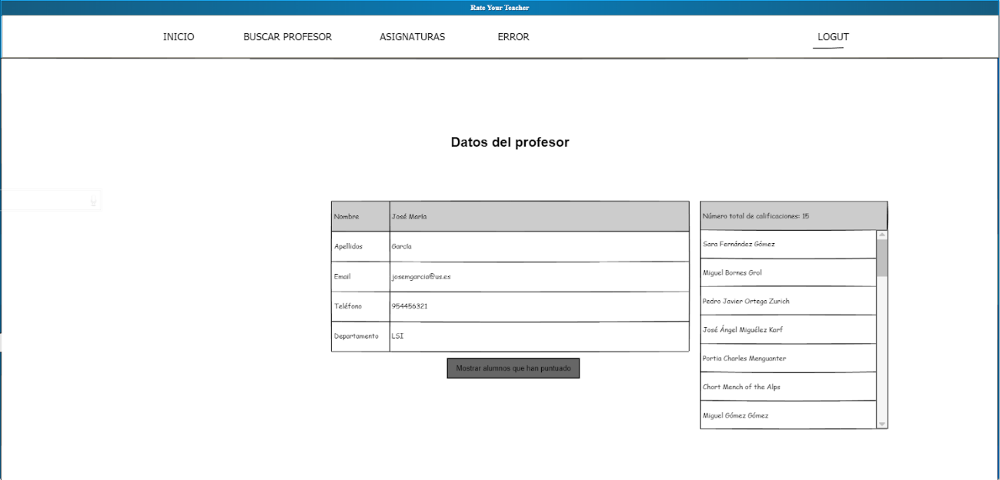 Rate Your Teacher
INICIO BUSCAR PROFESOR ASIGNATURAS ERROR LOGUT
Datos del profesor
Nombre José María
Apellidos García
Email josemgarcia@us.es
Teléfono 954456321
Departamento LSI
Mostrar alumnos que han puntuado
Número total de calificaciones: 15
Sara Fernández Gómez
Miguel Bornes Grol
Pedro Javier Ortega Zurich
José Ángel Miguélez Karf
Portia Charles Menguanter
Chort Mench of the Alps
Miguel Gómez Gómez